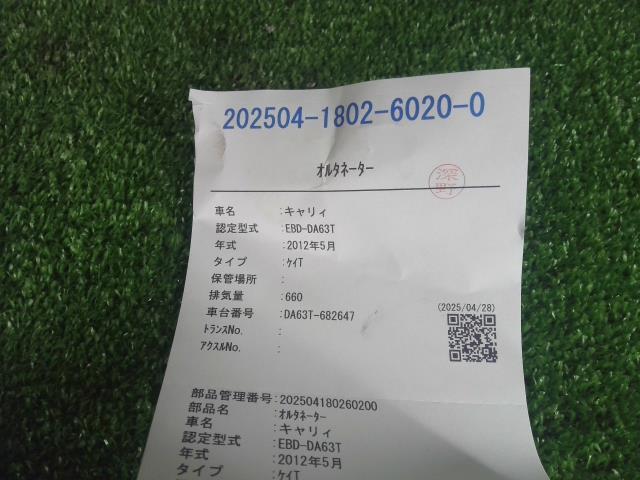 202504-1802-6020-0
ｵﾙﾀﾈｰﾀｰ
深野
車名 :キャリィ
認定型式 :EBD-DA63T
年式 :2012年5月
タイプ :ｹｲT
保管場所 :
排気量 :660
車台番号 :DA63T-682647
(2025/04/28)
ﾄﾗﾝｽNo. :
ｱｸｽﾙNo. :
部品管理番号:202504180260200
部品名 :ｵﾙﾀﾈｰﾀｰ
車名 :キャリィ
認定型式 :EBD-DA63T
年式 :2012年5月
タイプ :ｹｲT